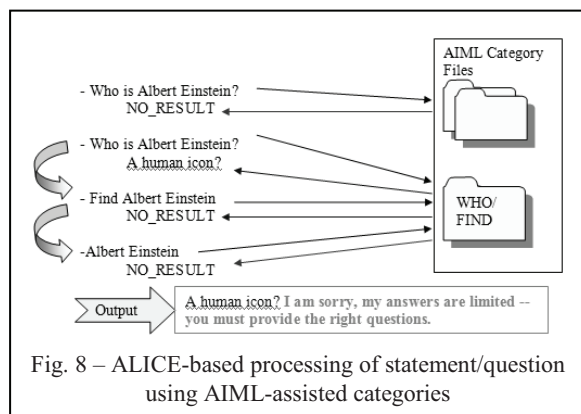 AIML Category
Files
- Who is Albert Einstein?
NO_RESULT
- Who is Albert Einstein?
A human icon?
- Find Albert Einstein
NO_RESULT
WHO/
FIND
-Albert Einstein
NO_RESULT
Output
A human icon? I am sorry, my answers are limited --
you must provide the right questions.
Fig. 8 – ALICE-based processing of statement/question
using AIML-assisted categories